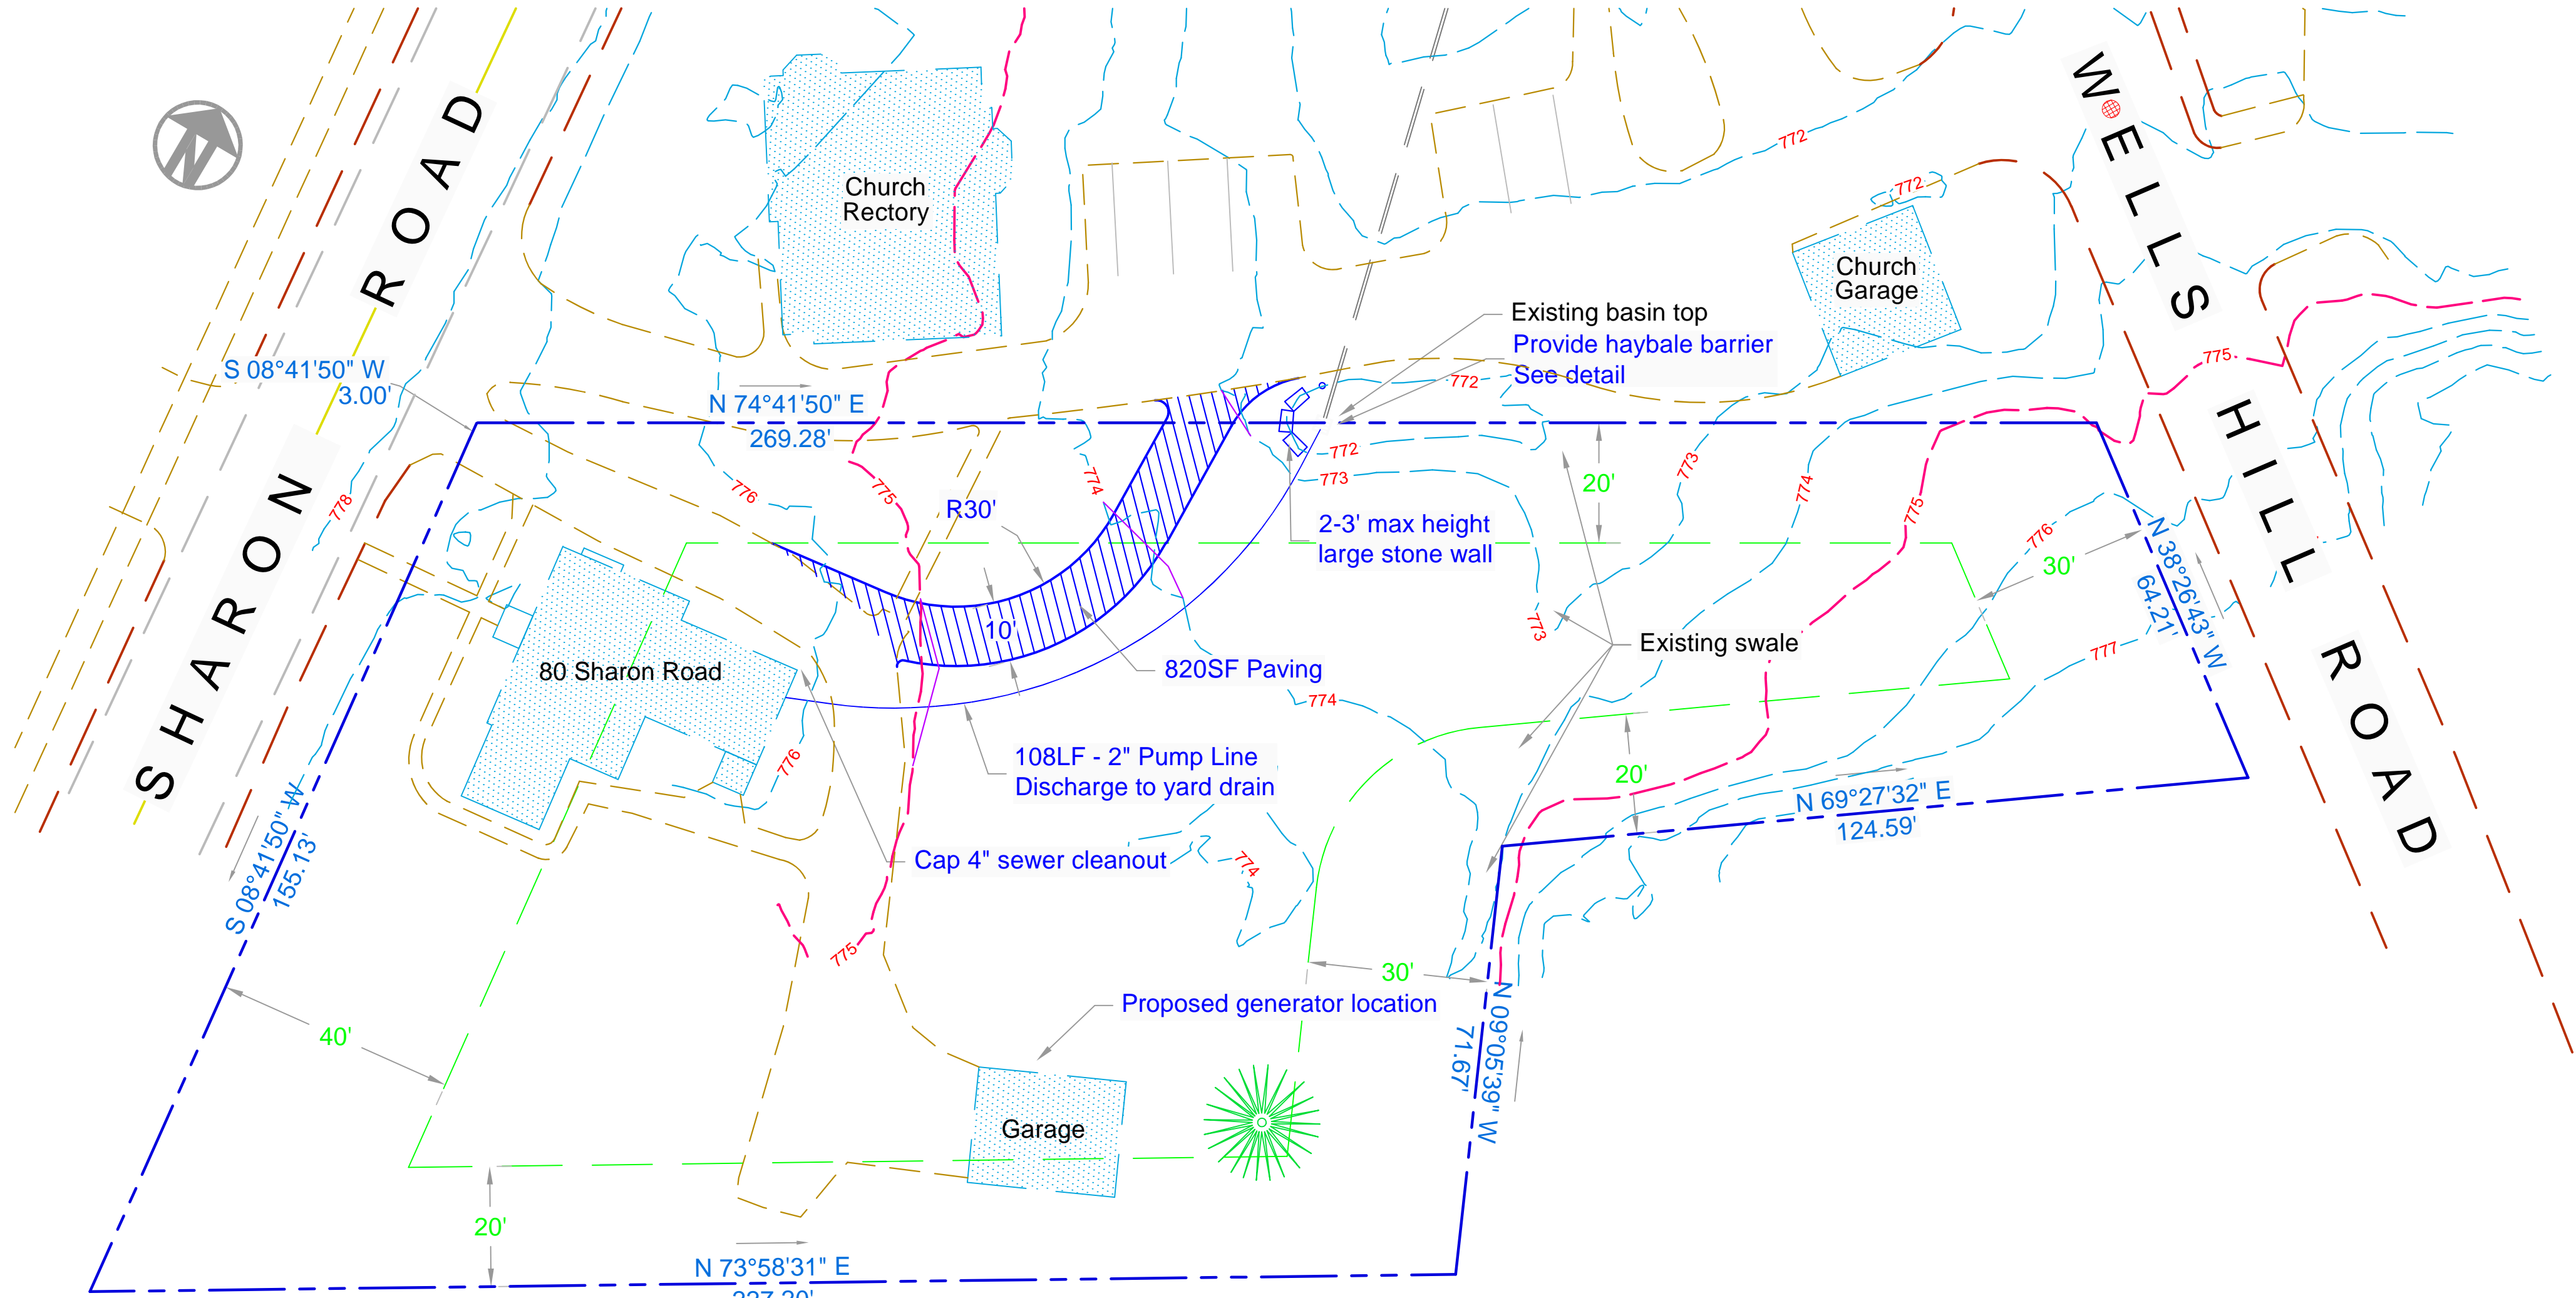 N
SHARON ROAD
WELLS HILL ROAD
Church
Rectory
Church
Garage
772
772
Existing basin top
Provide haybale barrier
See detail
775
S 08°41'50" W
3.00'
N 74°41'50" E
269.28'
772
772
773
778
776
775
774
R30'
20'
2-3' max height
large stone wall
773
774
775
776
30'
N 38°26'43" W
64.21'
10'
773
Existing swale
777
80 Sharon Road
820SF Paving
774
776
108LF - 2" Pump Line
Discharge to yard drain
20'
N 69°27'32" E
124.59'
S 08°41'50" W
155.13'
Cap 4" sewer cleanout
774
775
30'
Proposed generator location
40'
N 09°05'39" W
71.67'
Garage
20'
N 73°58'31" E